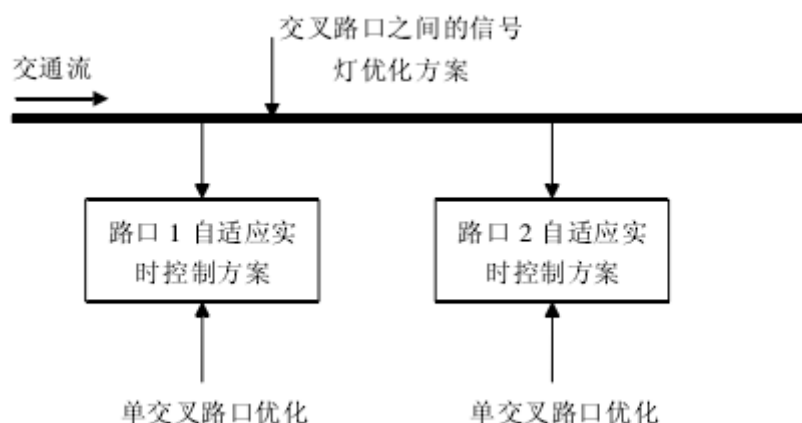 交叉路口之间的信号
灯优化方案
交通流
路口 1 自适应实
时控制方案
路口 2 自适应实
时控制方案
单交叉路口优化
单交叉路口优化